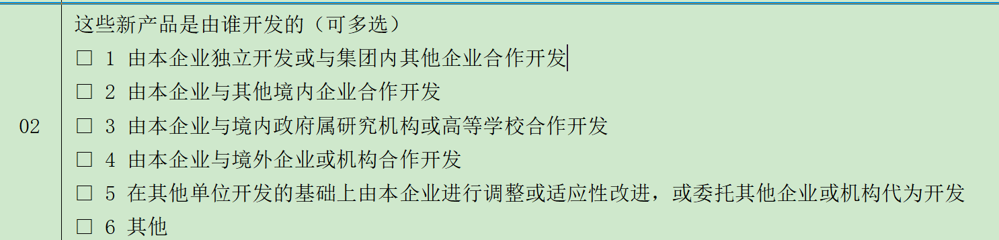 这些新产品是由谁开发的（可多选）
□ 1 由本企业独立开发或与集团内其他企业合作开发
□ 2 由本企业与其他境内企业合作开发
02
□ 3 由本企业与境内政府属研究机构或高等学校合作开发
□ 4 由本企业与境外企业或机构合作开发
□ 5 在其他单位开发的基础上由本企业进行调整或适应性改进，或委托其他企业或机构代为开发
□ 6 其他